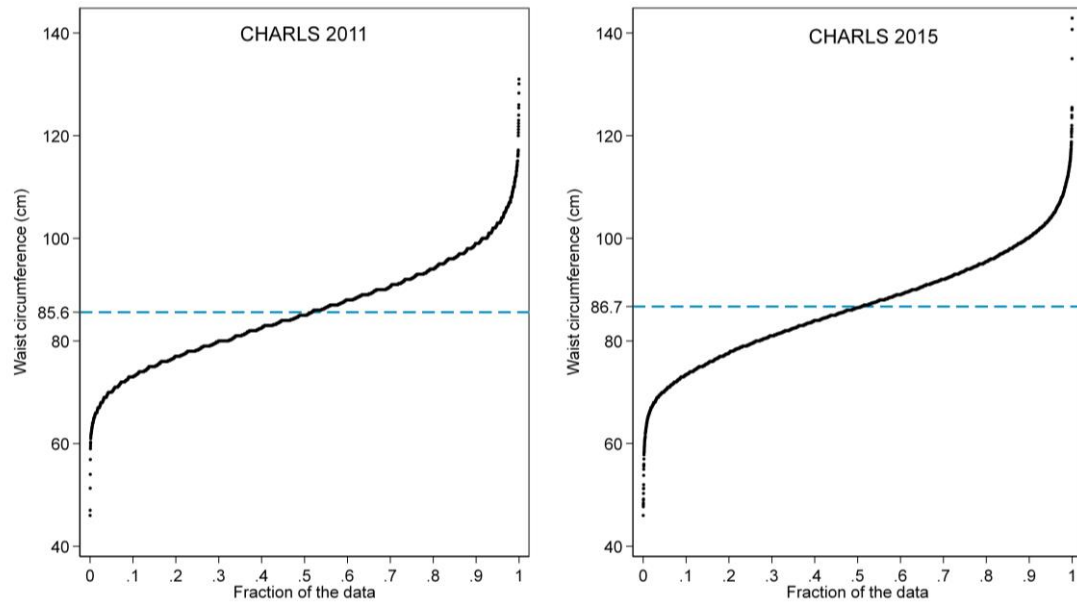 CHARLS 2011
140
120
100
85.6
80
60
40
Waist circumference (cm)
0 .1 .2 .3 .4 .5 .6 .7 .8 .9 1
Fraction of the data
CHARLS 2015
140
120
100
86.7
80
60
40
Waist circumference (cm)
0 .1 .2 .3 .4 .5 .6 .7 .8 .9 1
Fraction of the data